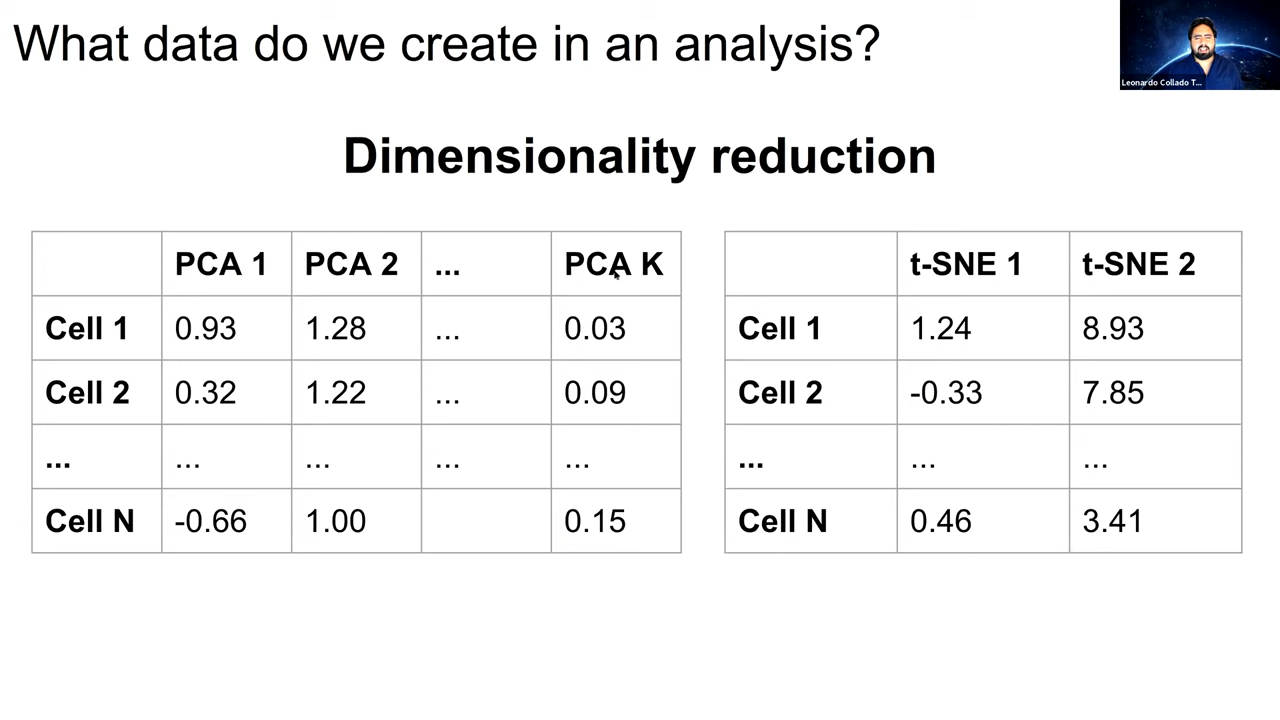 What data do we create in an analysis?
Leonardo Collado T...
Dimensionality reduction
PCA 1 PCA 2 ... PCA K
Cell 1 0.93 1.28 ... 0.03
Cell 2 0.32 1.22 ... 0.09
... ... ... ... ...
Cell N -0.66 1.00 0.15
t-SNE 1 t-SNE 2
Cell 1 1.24 8.93
Cell 2 -0.33 7.85
... ... ...
Cell N 0.46 3.41